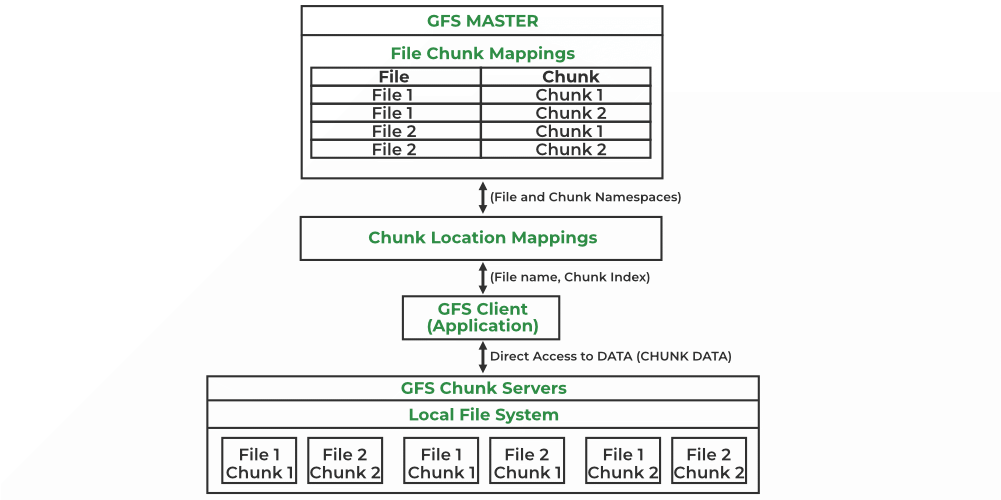 GFS MASTER
File Chunk Mappings
File Chunk
File 1 Chunk 1
File 1 Chunk 2
File 2 Chunk 1
File 2 Chunk 2
(File and Chunk Namespaces)
Chunk Location Mappings
(File name, Chunk Index)
GFS Client
(Application)
Direct Access to DATA (CHUNK DATA)
GFS Chunk Servers
Local File System
File 1
Chunk 1
File 2
Chunk 2
File 1
Chunk 1
File 2
Chunk 1
File 1
Chunk 2
File 2
Chunk 2